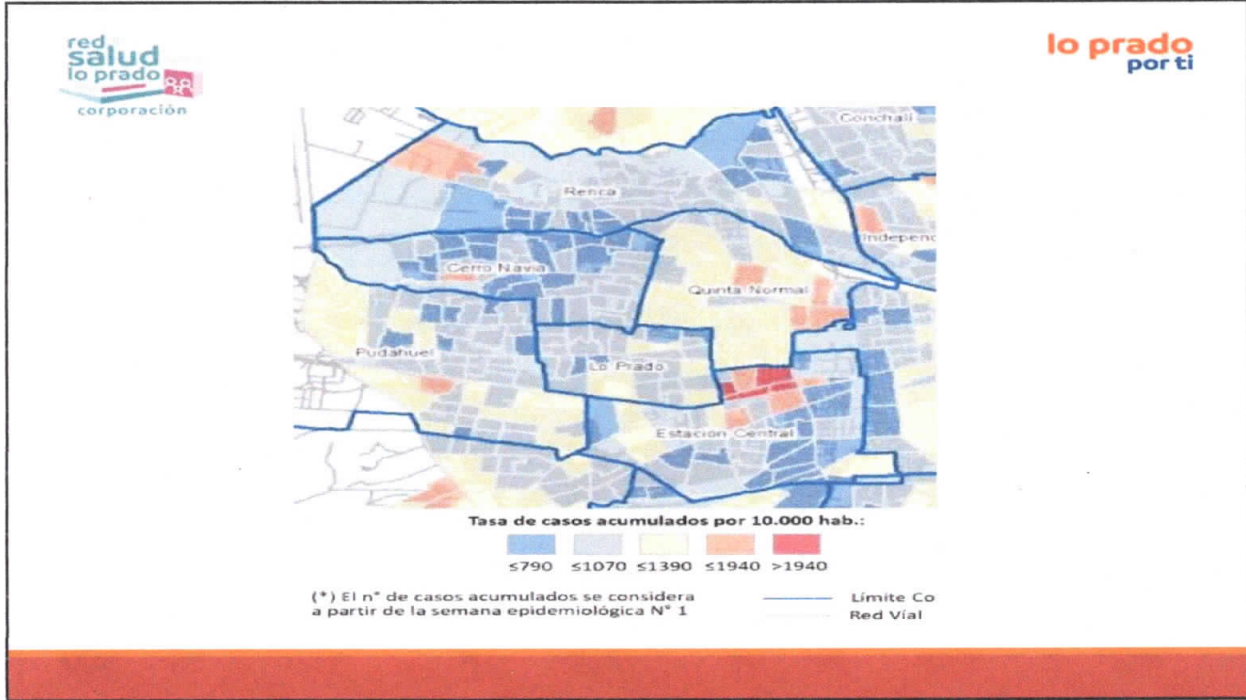 red
salud
lo prado
corporación
lo prado
por ti
Conchalí
Renca
Independ
Cerro Navia
Quinta Normal
Pudahuel
Lo Prado
Estación Central
Tasa de casos acumulados por 10.000 hab.:
≤790 ≤1070 ≤1390 ≤1940 >1940
(*) El n° de casos acumulados se considera
a partir de la semana epidemiológica N° 1
Límite Co
Red Víal